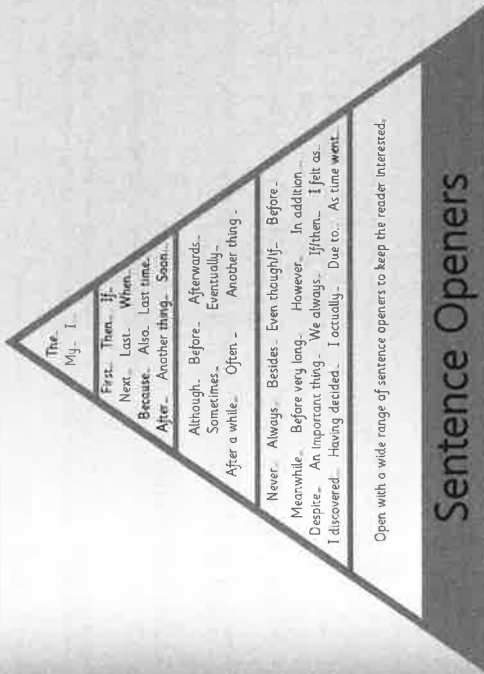 The..
My.. I...
First.. Then... If..
Next.. Last.. When..
Because.. Also.. Last time..
After.. Another thing.. Soon...
Although.. Before.. Afterwards..
Sometimes.. Eventually..
After a while.. Often .. Another thing ..
Never.. Always.. Besides.. Even though/If.. Before..
Meanwhile.. Before very long.. However.. In addition ..
Despite.. An Important thing.. We always.. If/then.. I felt as..
I discovered.. Having decided.. I actually.. Due to... As time went..
Open with a wide range of sentence openers to keep the reader interested.
Sentence Openers